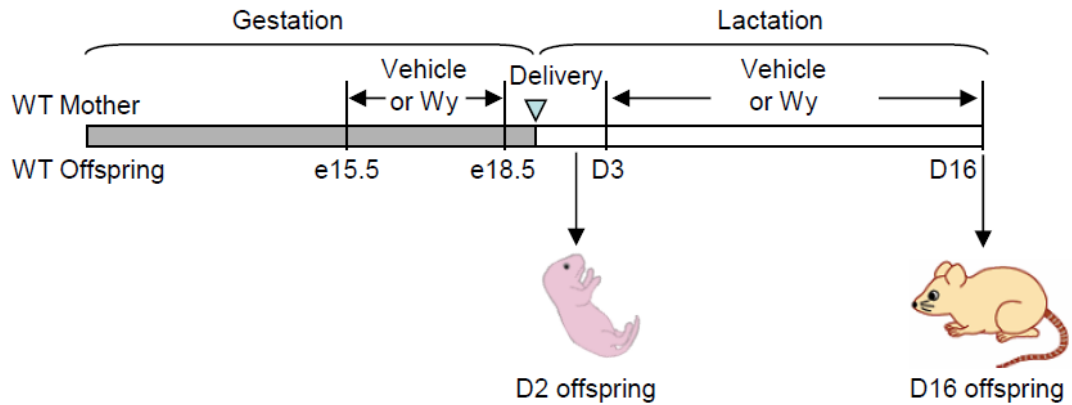 Gestation
Lactation
Vehicle
or Wy
Delivery
Vehicle
or Wy
WT Mother
WT Offspring
e15.5
e18.5
D3
D16
D2 offspring
D16 offspring